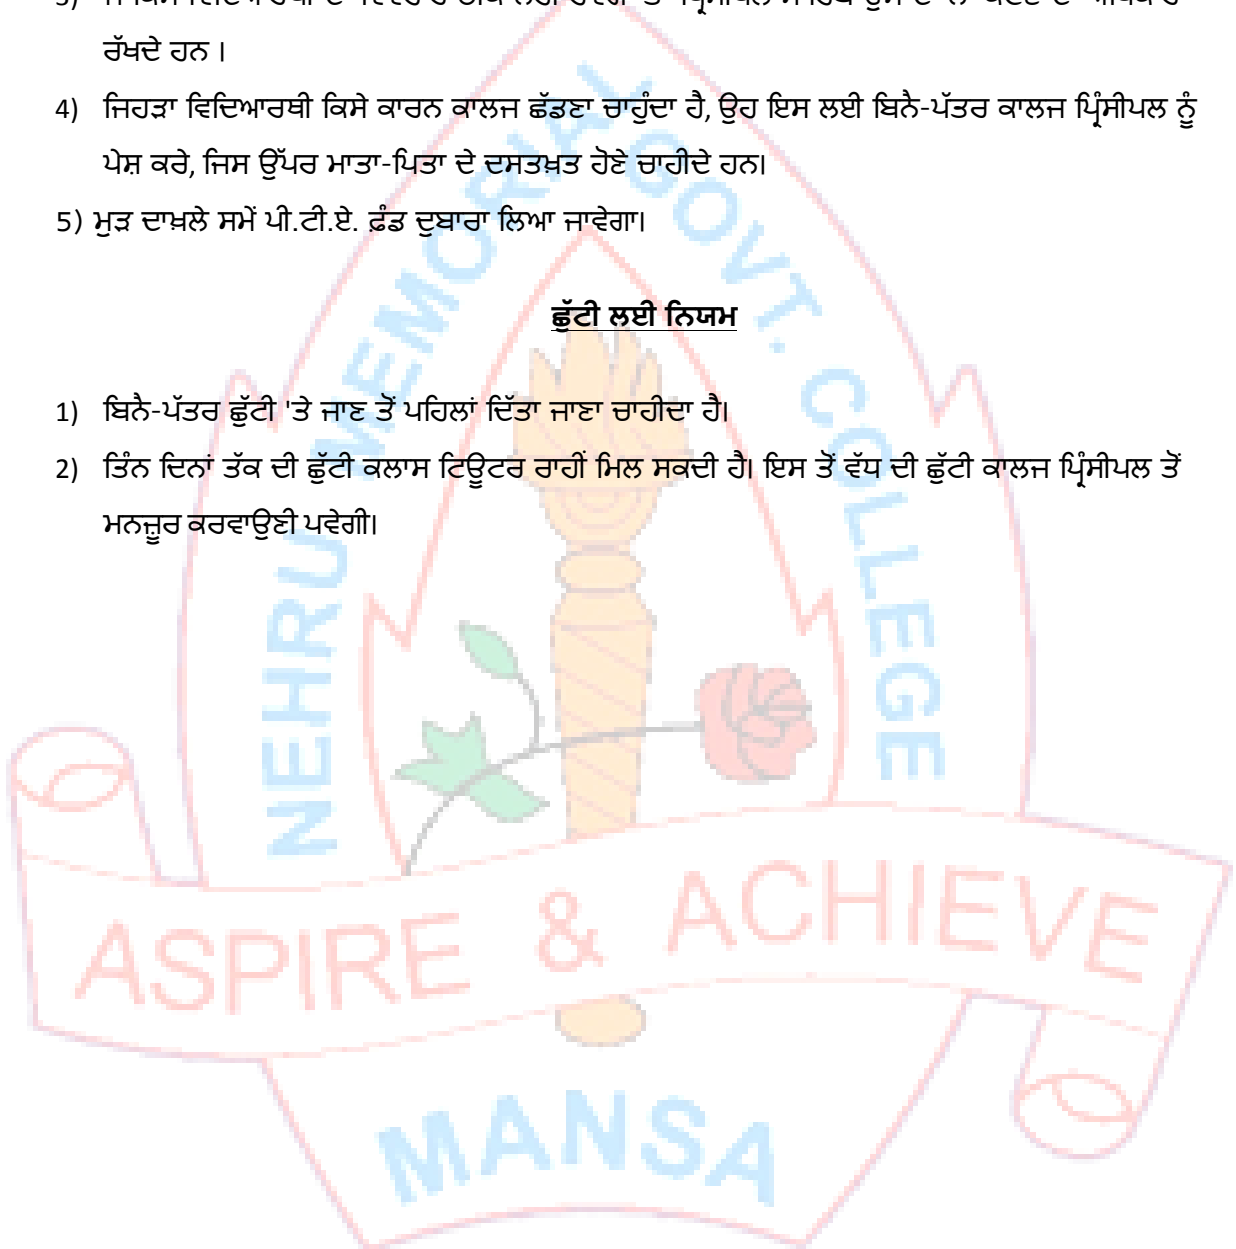 ਰੱਖਦੇ ਹਨ ।
4) ਜਿਹੜਾ ਵਿਦਿਆਰਥੀ ਕਿਸੇ ਕਾਰਨ ਕਾਲਜ ਛੱਡਣਾ ਚਾਹੁੰਦਾ ਹੈ, ਉਹ ਇਸ ਲਈ ਬਿਨੈ-ਪੱਤਰ ਕਾਲਜ ਪ੍ਰਿੰਸੀਪਲ ਨੂੰ
ਪੇਸ਼ ਕਰੇ, ਜਿਸ ਉੱਪਰ ਮਾਤਾ-ਪਿਤਾ ਦੇ ਦਸਤਖ਼ਤ ਹੋਣੇ ਚਾਹੀਦੇ ਹਨ।
5) ਮੁੜ ਦਾਖ਼ਲੇ ਸਮੇਂ ਪੀ.ਟੀ.ਏ. ਫ਼ੰਡ ਦੁਬਾਰਾ ਲਿਆ ਜਾਵੇਗਾ।
ਛੁੱਟੀ ਲਈ ਨਿਯਮ
1) ਬਿਨੈ-ਪੱਤਰ ਛੁੱਟੀ 'ਤੇ ਜਾਣ ਤੋਂ ਪਹਿਲਾਂ ਦਿੱਤਾ ਜਾਣਾ ਚਾਹੀਦਾ ਹੈ।
2) ਤਿੰਨ ਦਿਨਾਂ ਤੱਕ ਦੀ ਛੁੱਟੀ ਕਲਾਸ ਟਿਊਟਰ ਰਾਹੀਂ ਮਿਲ ਸਕਦੀ ਹੈ। ਇਸ ਤੋਂ ਵੱਧ ਦੀ ਛੁੱਟੀ ਕਾਲਜ ਪ੍ਰਿੰਸੀਪਲ ਤੋਂ
ਮਨਜ਼ੂਰ ਕਰਵਾਉਣੀ ਪਵੇਗੀ।
NEHRU MEMORIAL GOVT. COLLEGE
ASPIRE & ACHIEVE
MANSA